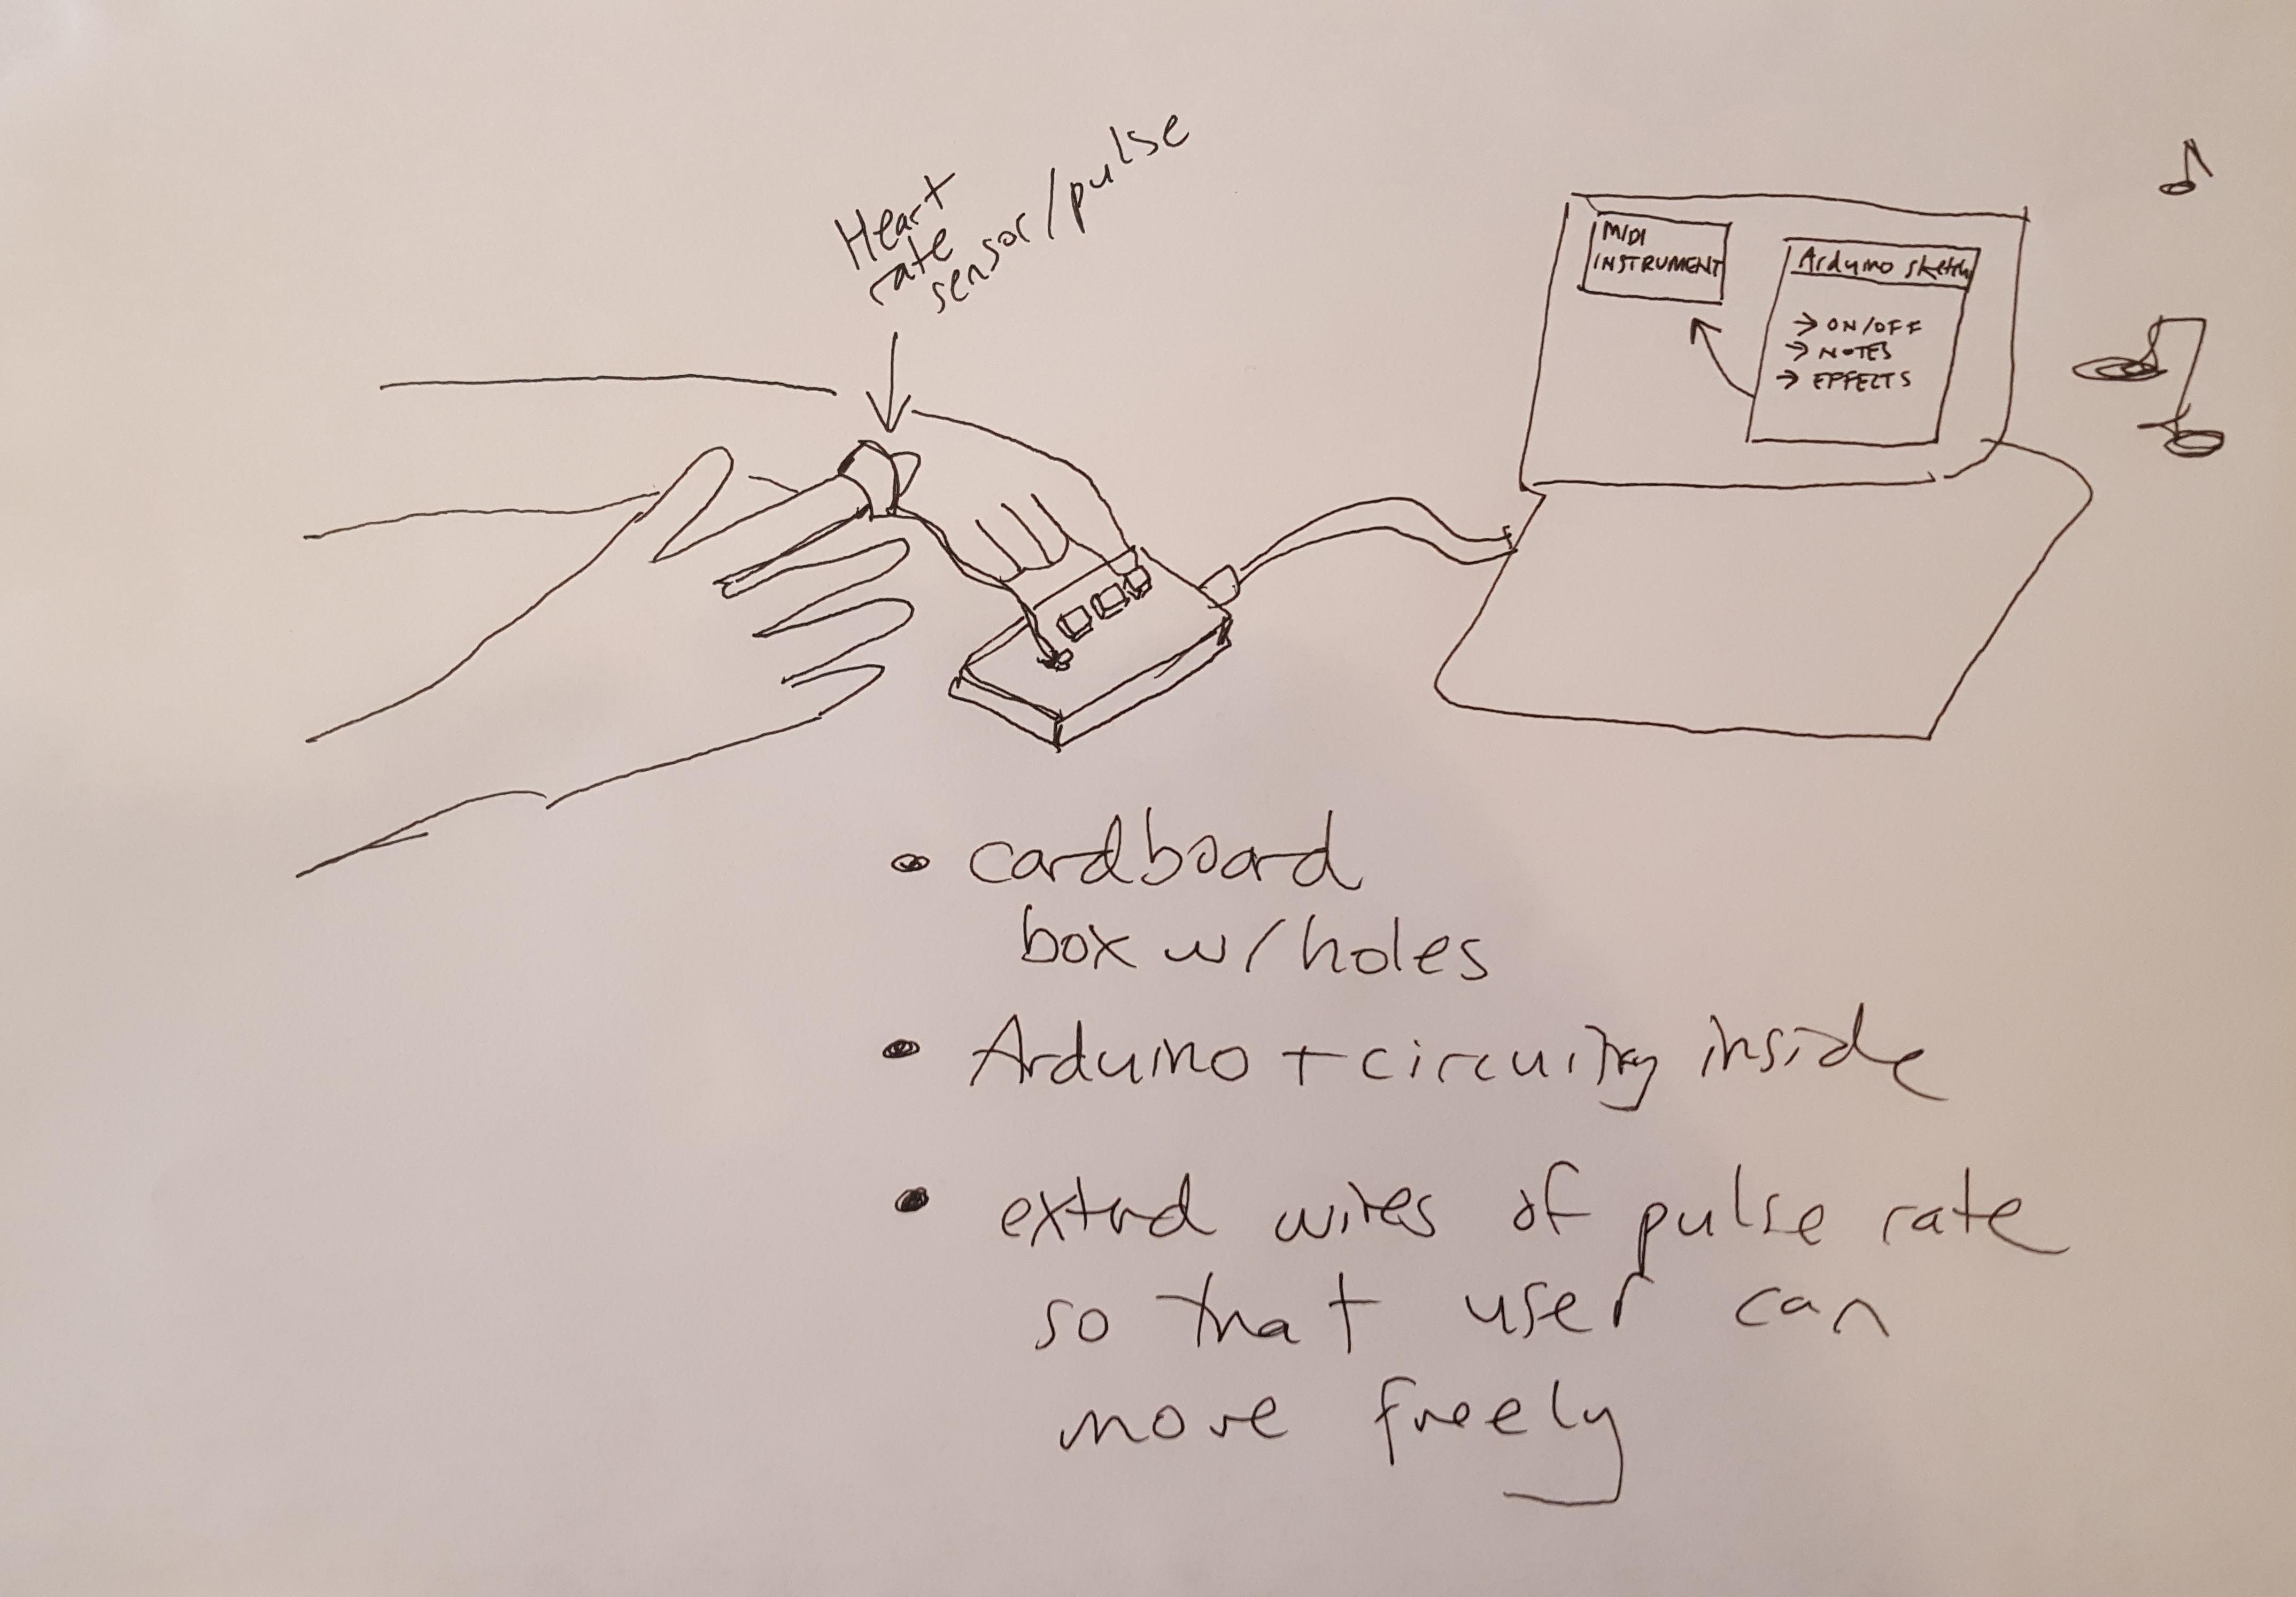 Heart
rate
sensor/pulse
MIDI
INSTRUMENT
Arduino sketch
→ ON/OFF
→ NOTES
→ EFFECTS
• cardboard
box w/holes
• Arduino + circuitry inside
• extend wires of pulse rate
so that user can
move freely